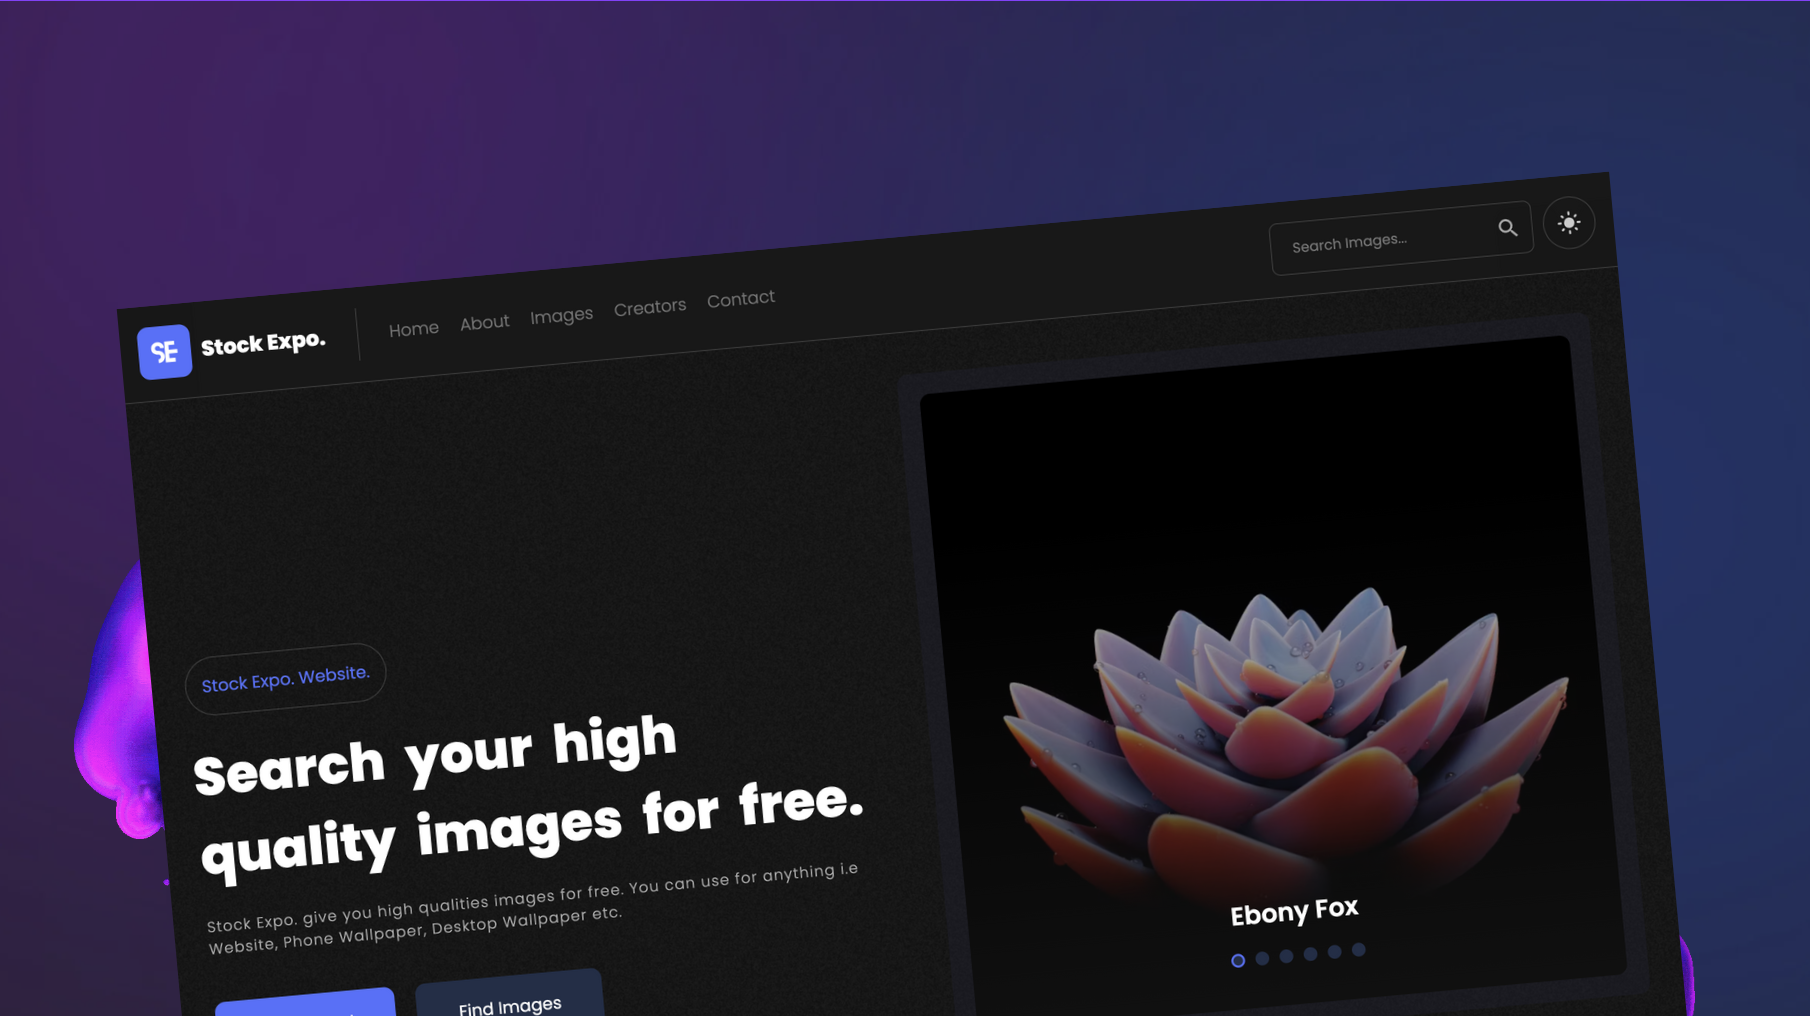 SE
Stock Expo.
Home About Images Creators Contact
Search Images...
Stock Expo. Website.
Search your high
quality images for free.
Stock Expo. give you high qualities images for free. You can use for anything i.e
Website, Phone Wallpaper, Desktop Wallpaper etc.
Find Images
Ebony Fox